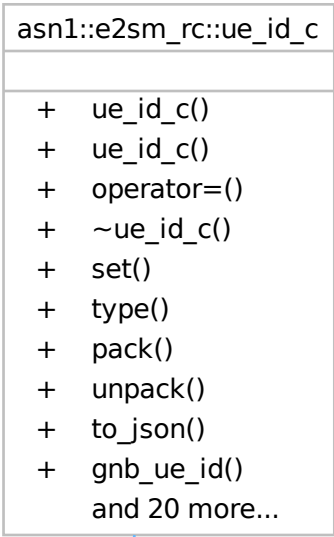 asn1::e2sm_rc::ue_id_c
+ ue_id_c()
+ ue_id_c()
+ operator=()
+ ~ue_id_c()
+ set()
+ type()
+ pack()
+ unpack()
+ to_json()
+ gnb_ue_id()
and 20 more...